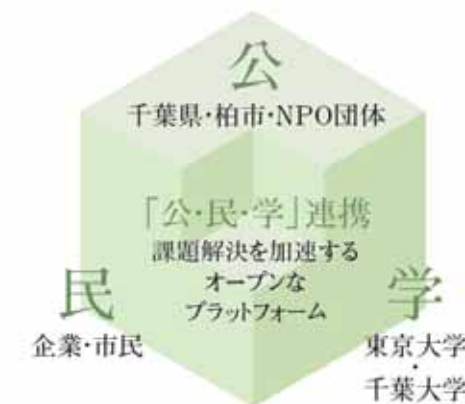 公
千葉県・柏市・NPO団体
「公・民・学」連携
課題解決を加速する
オープンな
プラットフォーム
民
企業・市民
学
東京大学
・
千葉大学